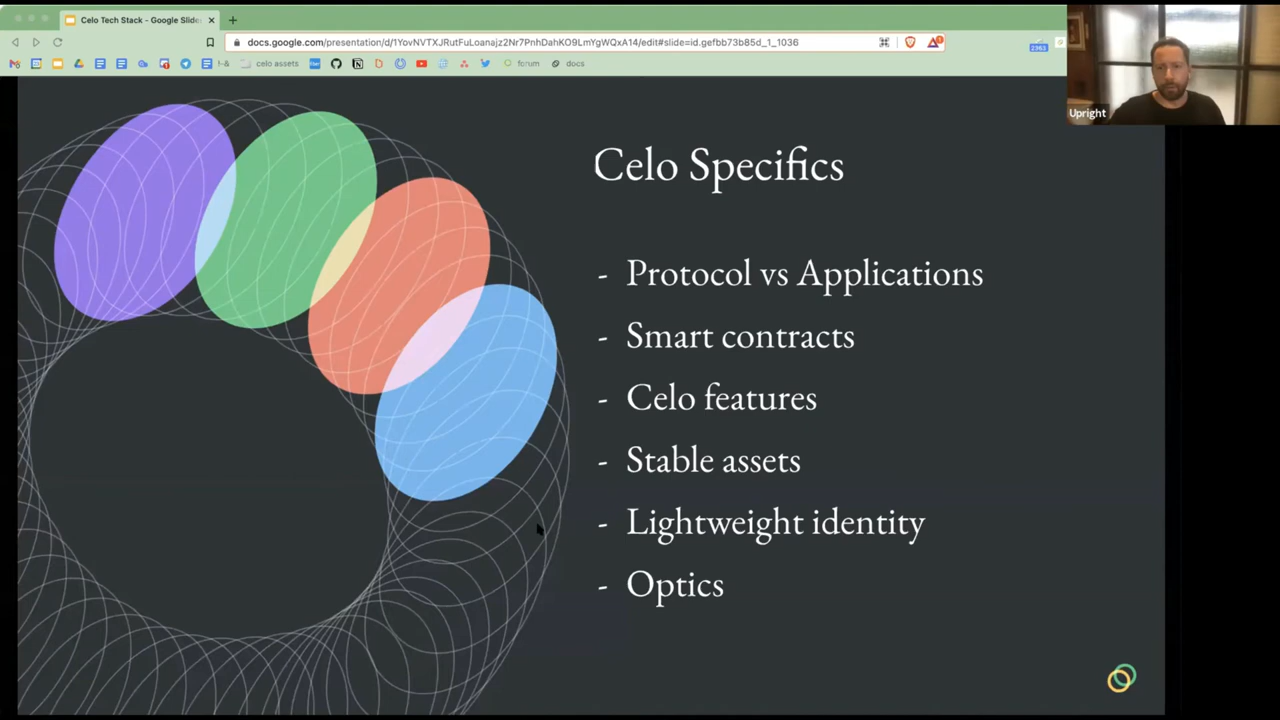 Celo Tech Stack - Google Slide
docs.google.com/presentation/d/1YovNVTXJRutFuLoanajz2Nr7PnhDahKO9LmYgWQxA14/edit#slide=id.gefbb73b85d_1_1036
2363
celo assets
forum
docs
Upright
Celo Specifics
- Protocol vs Applications
- Smart contracts
- Celo features
- Stable assets
- Lightweight identity
- Optics